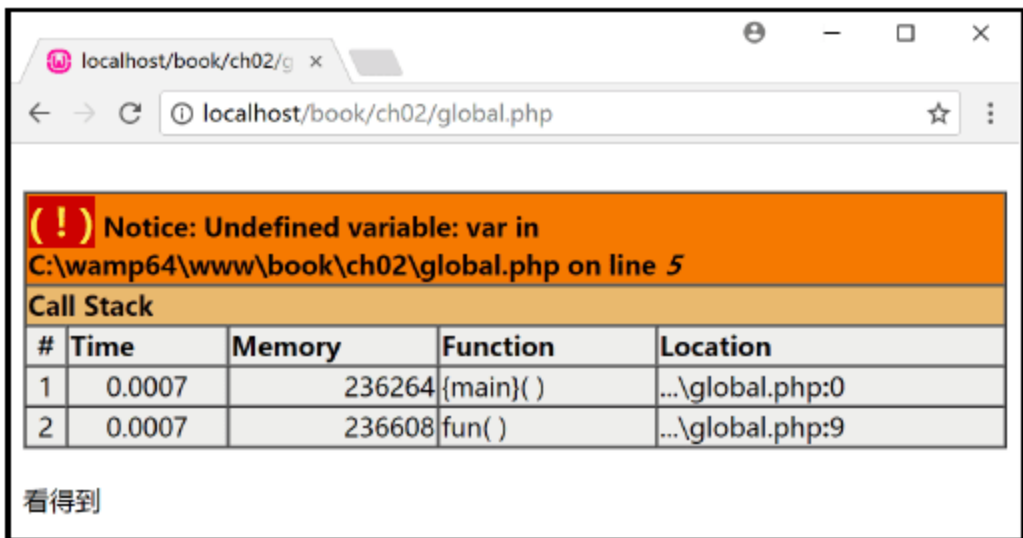 localhost/book/ch02/g
localhost/book/ch02/global.php
( ! ) Notice: Undefined variable: var in
C:\wamp64\www\book\ch02\global.php on line 5
Call Stack
# Time Memory Function Location
1 0.0007 236264 {main}( ) ...\global.php:0
2 0.0007 236608 fun( ) ...\global.php:9
看得到